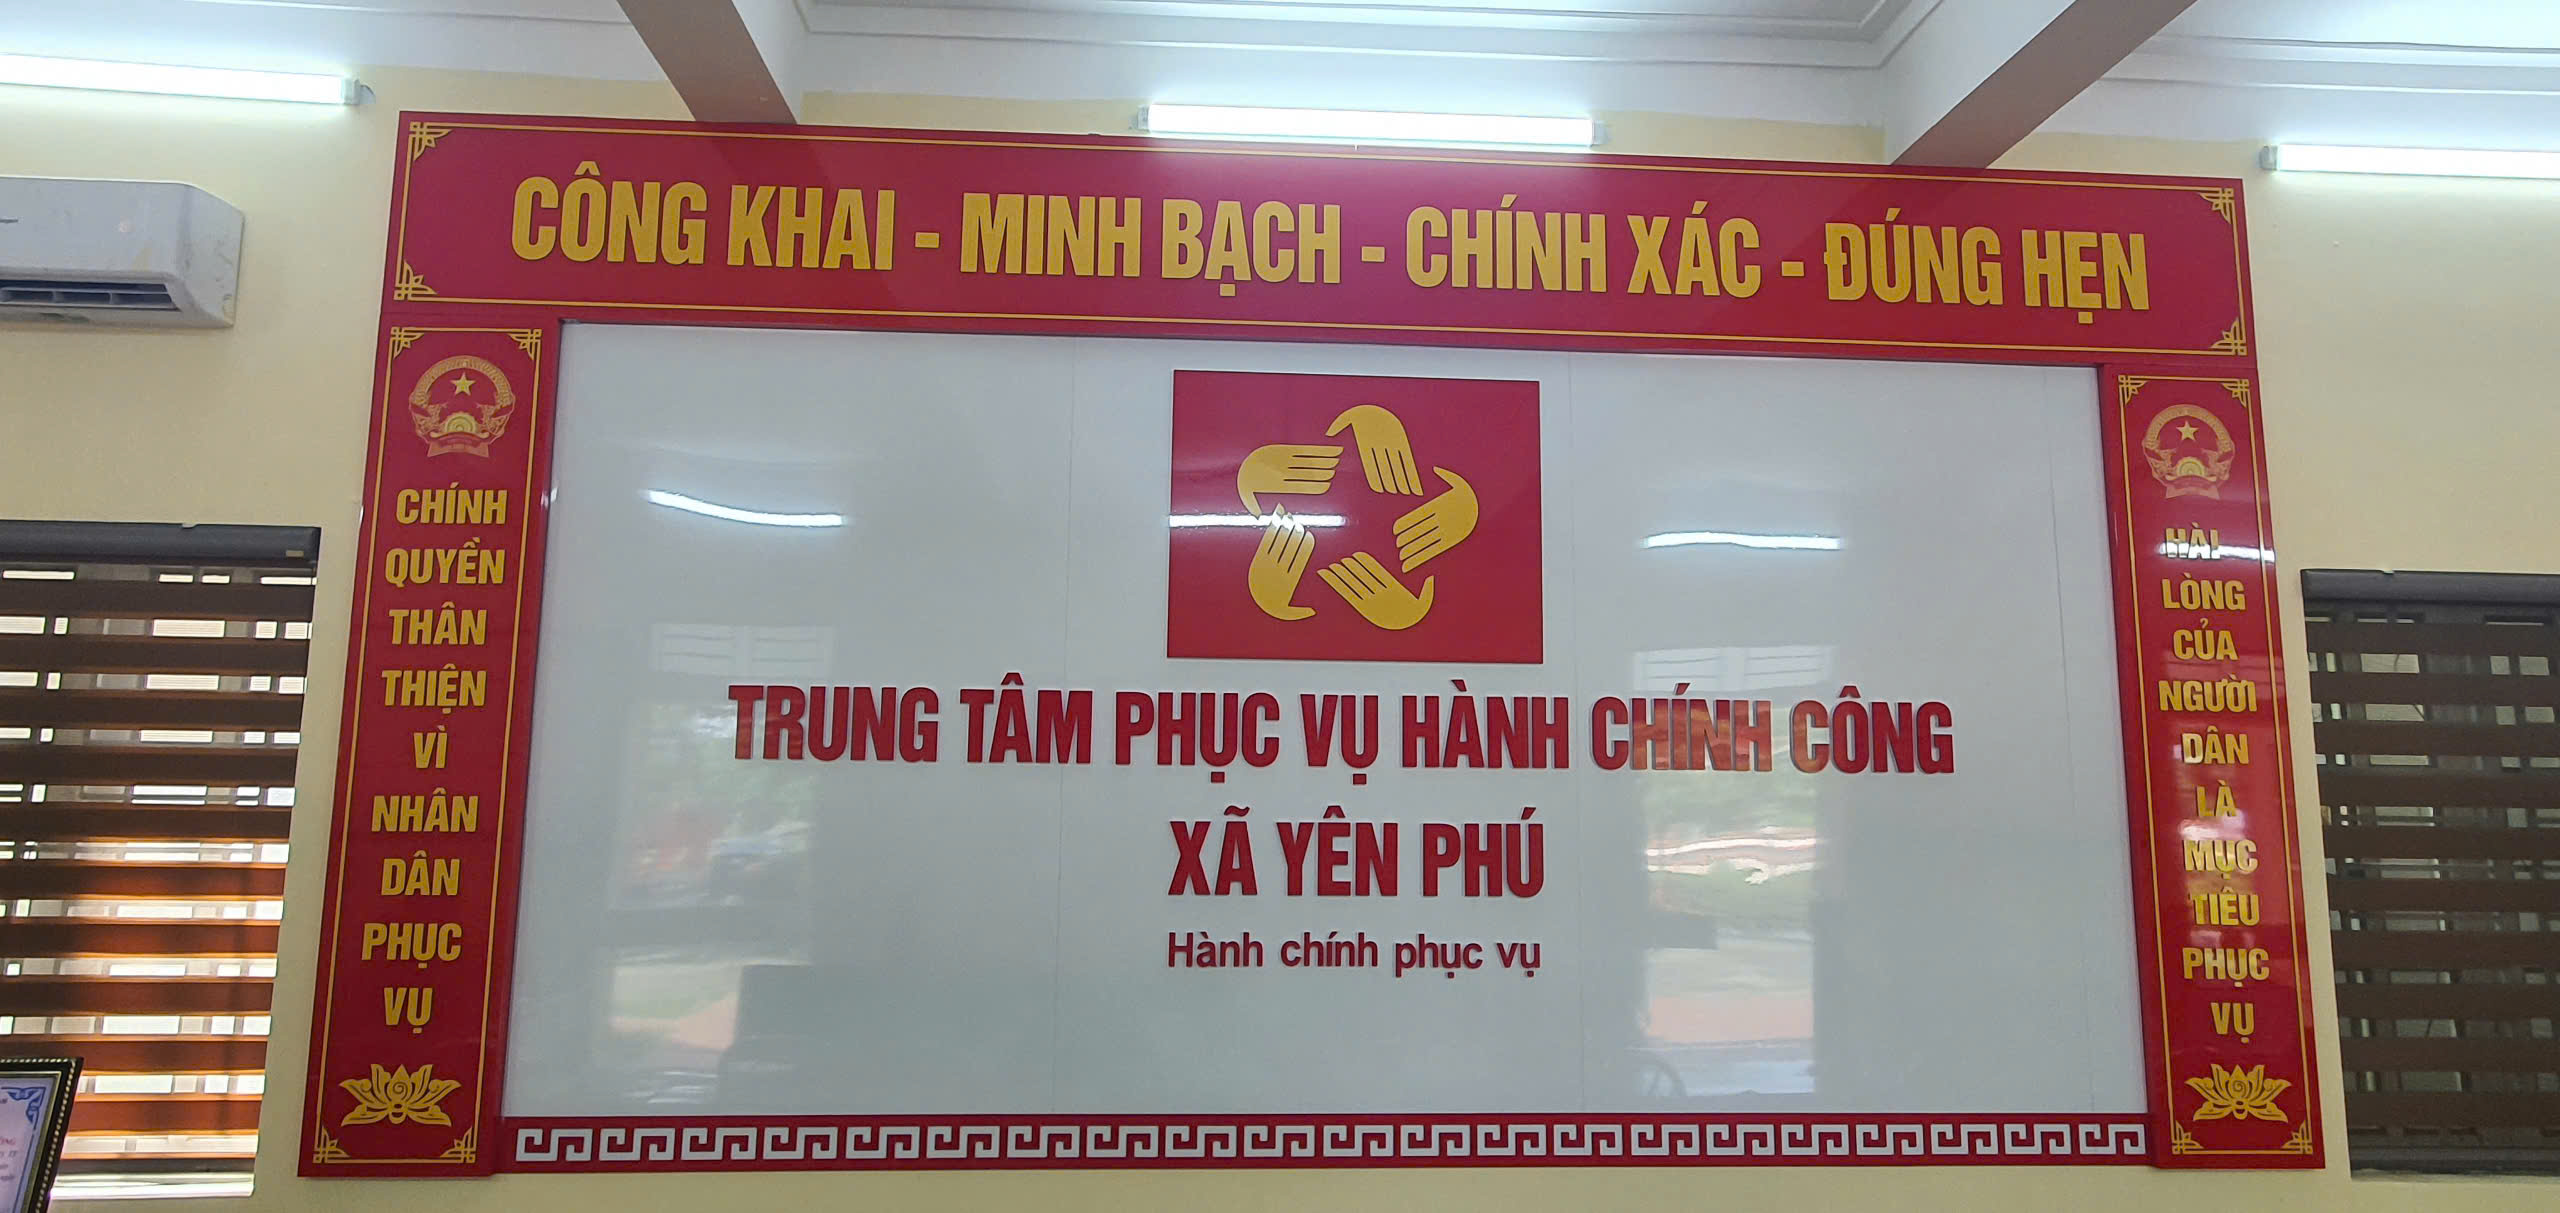 CÔNG KHAI - MINH BẠCH - CHÍNH XÁC - ĐÚNG HẸN
CHÍNH
QUYỀN
THÂN
THIỆN
VÌ
NHÂN
DÂN
PHỤC
VỤ
TRUNG TÂM PHỤC VỤ HÀNH CHÍNH CÔNG
XÃ YÊN PHÚ
Hành chính phục vụ
HÀI
LÒNG
CỦA
NGƯỜI
DÂN
LÀ
MỤC
TIÊU
PHỤC
VỤ